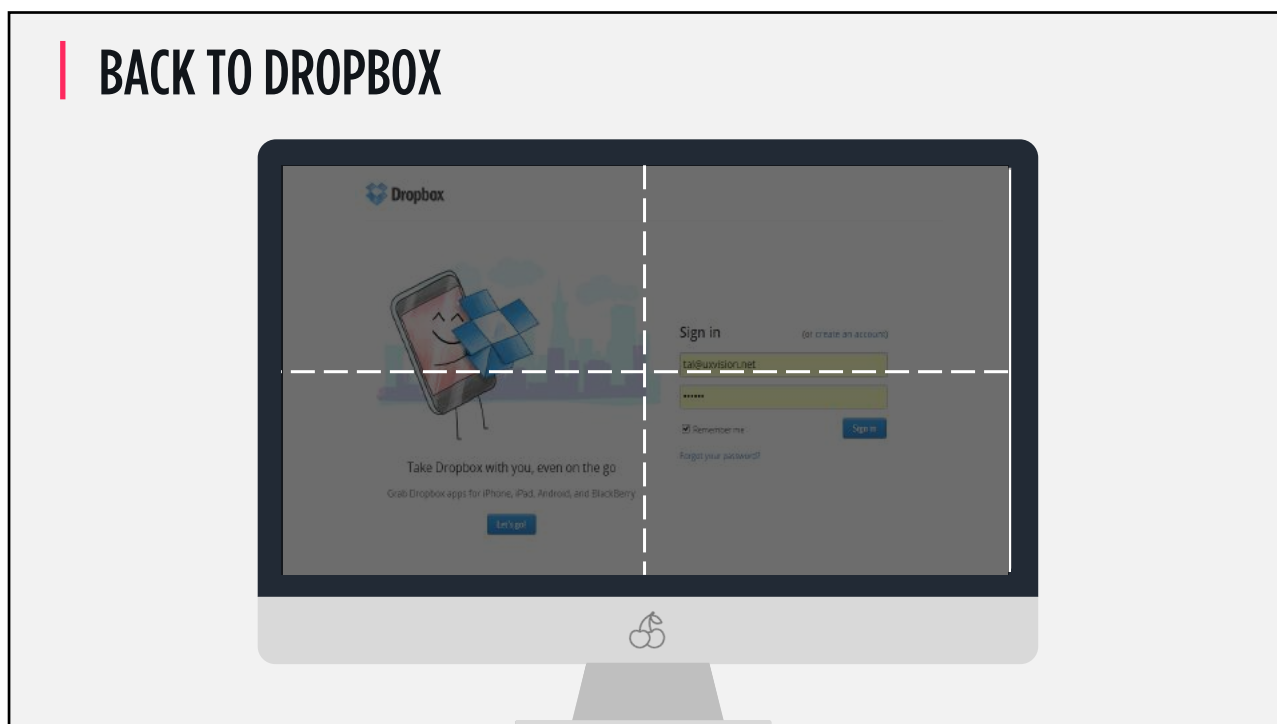 BACK TO DROPBOX
Dropbox
Sign in
(or create an account)
tal@uxvision.net
••••••
Remember me
Sign in
Forgot your password?
Take Dropbox with you, even on the go
Grab Dropbox apps for iPhone, iPad, Android, and BlackBerry
Let's go!